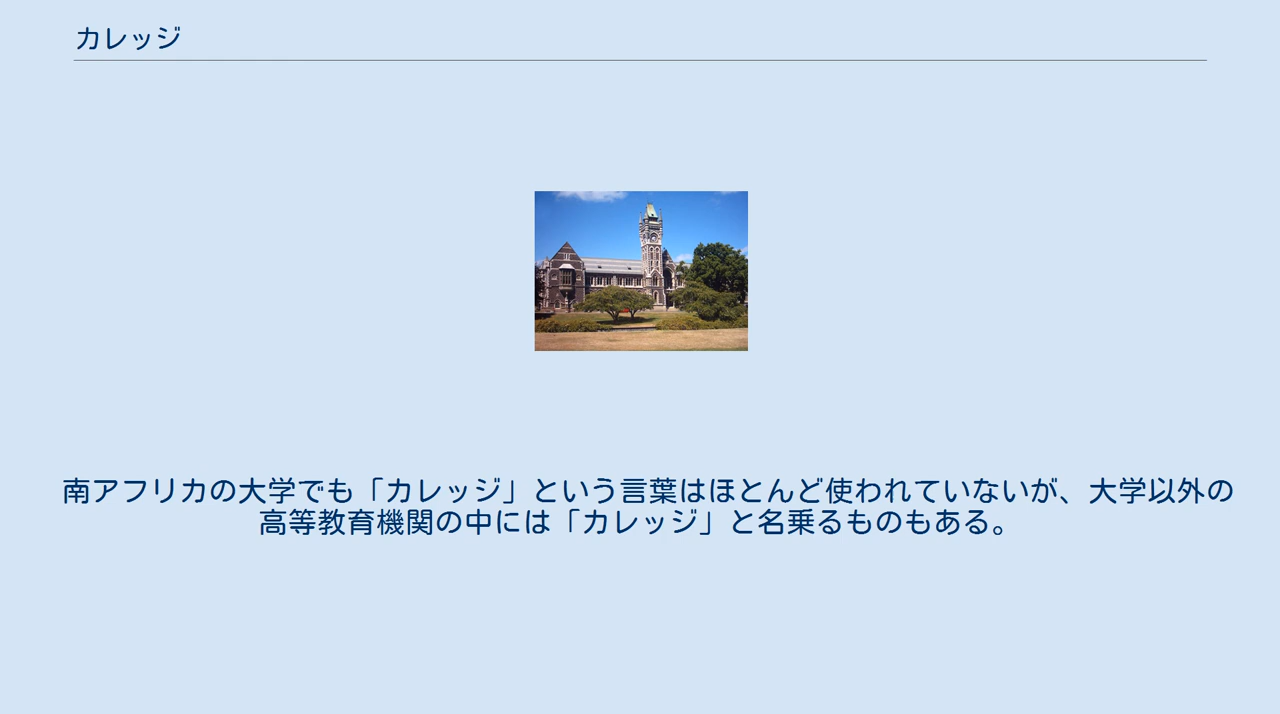 カレッジ
南アフリカの大学でも「カレッジ」という言葉はほとんど使われていないが、大学以外の
高等教育機関の中には「カレッジ」と名乗るものもある。